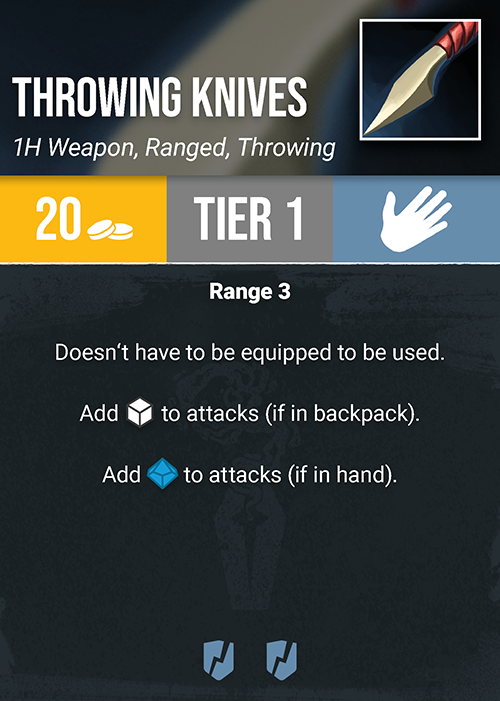 THROWING KNIVES
1H Weapon, Ranged, Throwing
20
TIER 1
Range 3
Doesn‘t have to be equipped to be used.
Add to attacks (if in backpack).
Add to attacks (if in hand).